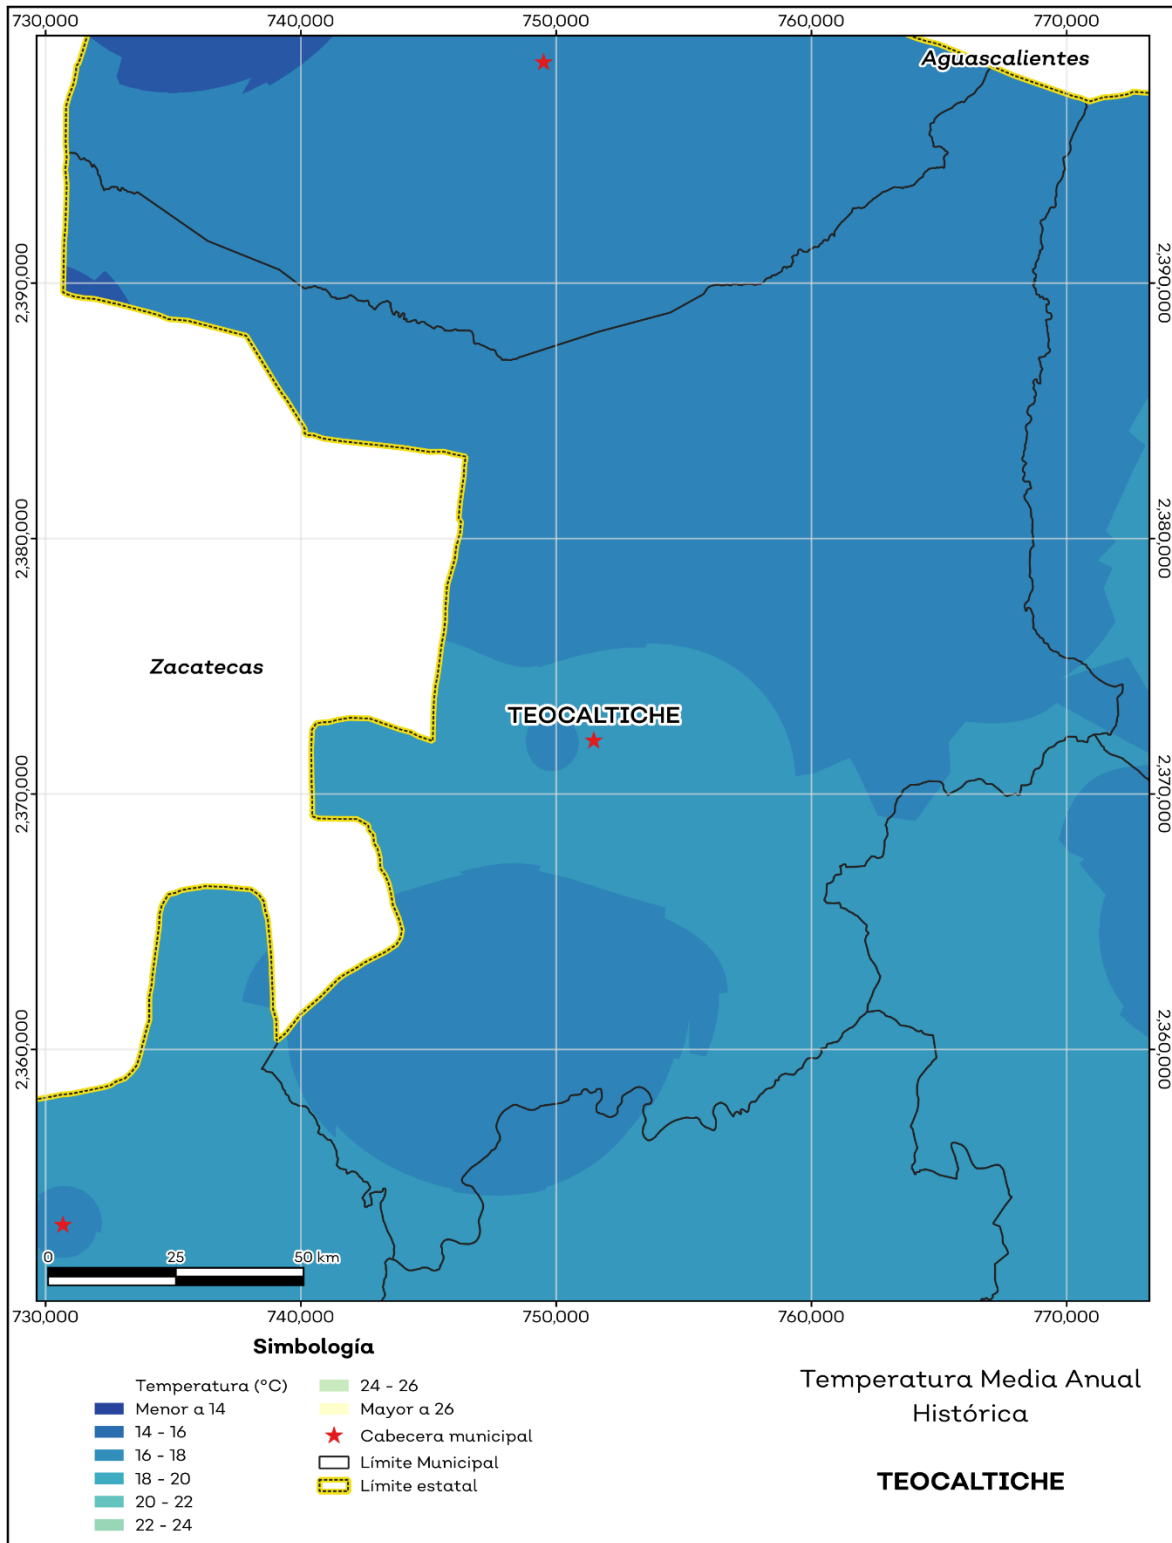 730,000 740,000 750,000 760,000 770,000
Aguascalientes
2,390,000 2,390,000
2,380,000 2,380,000
Zacatecas
TEOCALTICHE
2,370,000 2,370,000
2,360,000 2,360,000
0 25 50 km
730,000 740,000 750,000 760,000 770,000
Simbología
Temperatura (°C)
Menor a 14
14 - 16
16 - 18
18 - 20
20 - 22
22 - 24
24 - 26
Mayor a 26
Cabecera municipal
Límite Municipal
Límite estatal
Temperatura Media Anual
Histórica
TEOCALTICHE